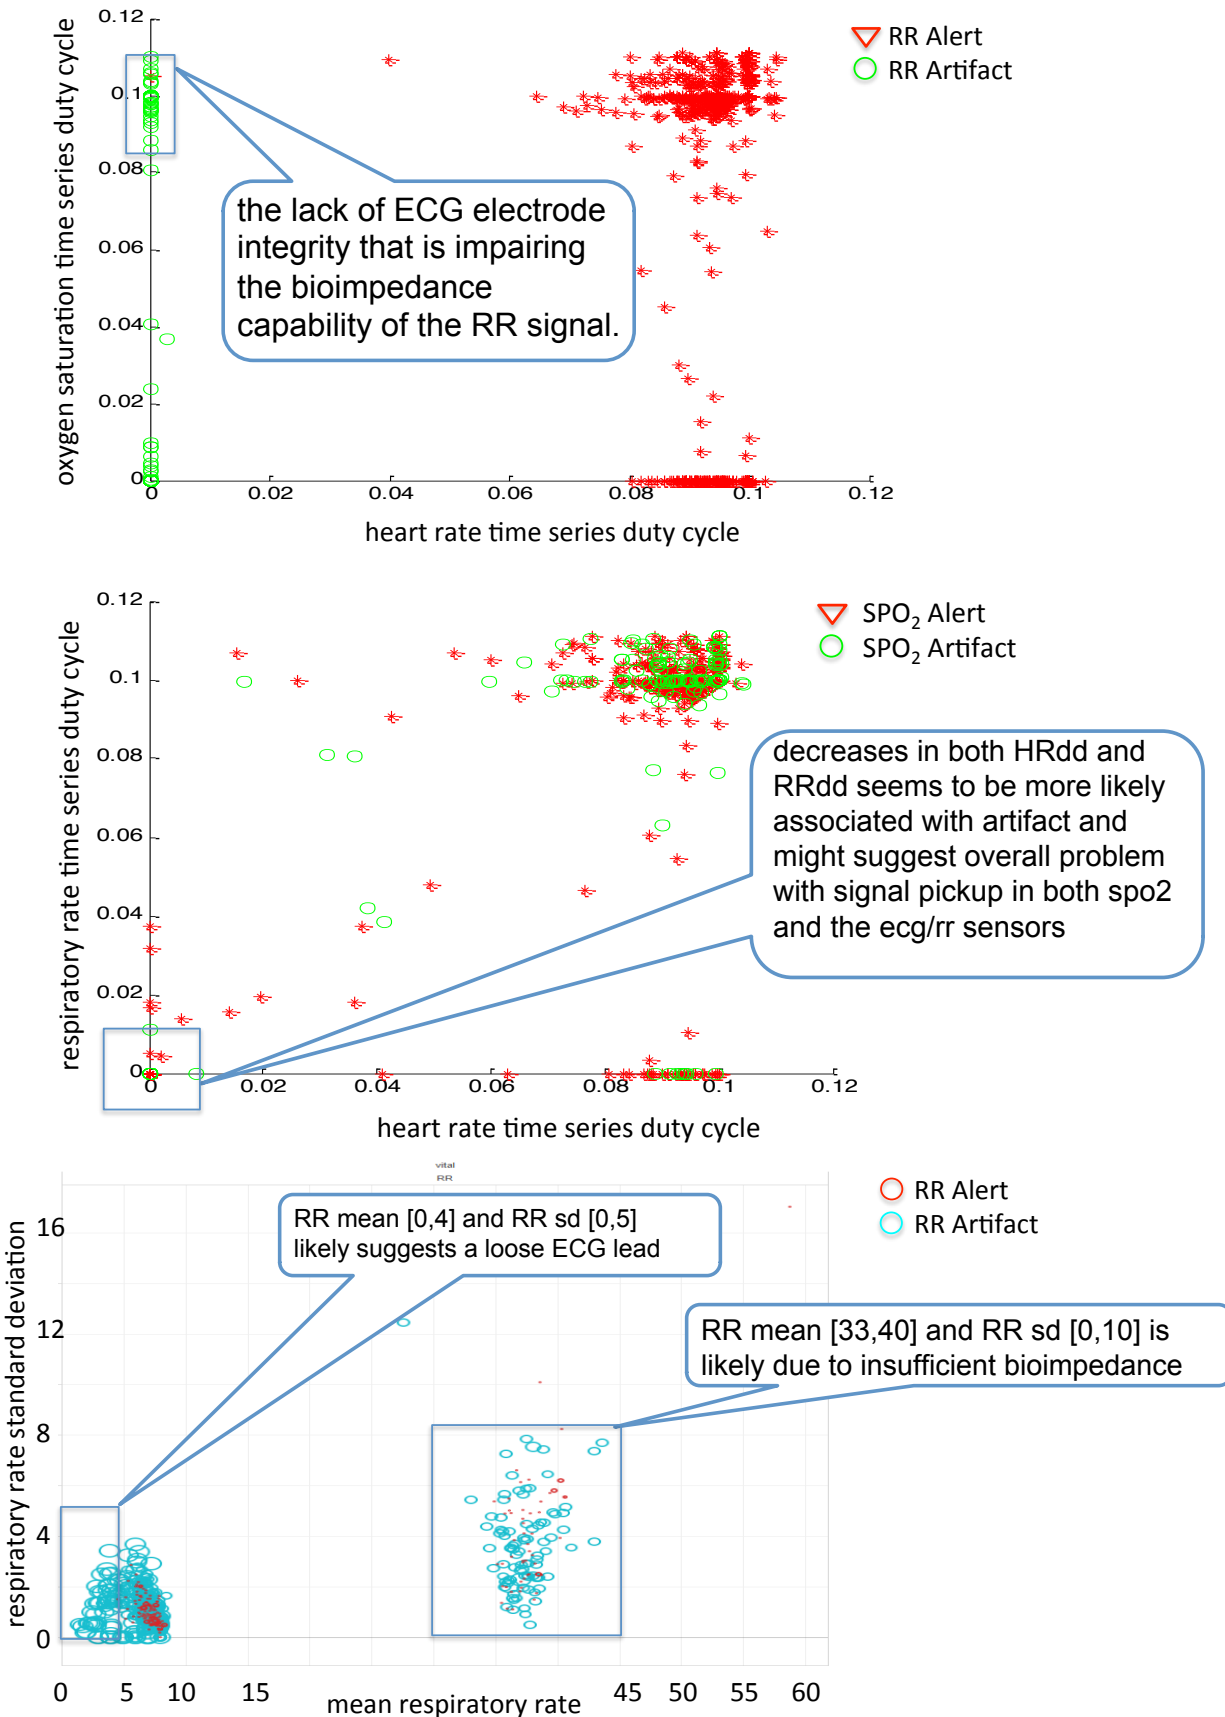 0.12
0.1
0.08
0.06
0.04
0.02
0
oxygen saturation time series duty cycle
0
0.02
0.04
0.06
0.08
0.1
0.12
heart rate time series duty cycle
RR Alert
RR Artifact
the lack of ECG electrode
integrity that is impairing
the bioimpedance
capability of the RR signal.
0.12
0.1
0.08
0.06
0.04
0.02
0
respiratory rate time series duty cycle
0
0.02
0.04
0.06
0.08
0.1
0.12
heart rate time series duty cycle
SPO₂ Alert
SPO₂ Artifact
decreases in both HRdd and
RRdd seems to be more likely
associated with artifact and
might suggest overall problem
with signal pickup in both spo2
and the ecg/rr sensors
vital
RR
RR Alert
RR Artifact
RR mean [0,4] and RR sd [0,5]
likely suggests a loose ECG lead
RR mean [33,40] and RR sd [0,10] is
likely due to insufficient bioimpedance
16
12
8
4
0
respiratory rate standard deviation
0
5
10
15
45
50
55
60
mean respiratory rate